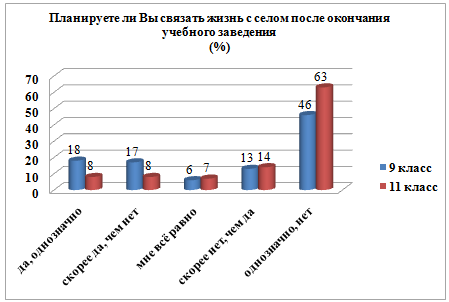 Планируете ли Вы связать жизнь с селом после окончания
учебного заведения
(%)
70
60
50
40
30
20
10
0
18
8
17
8
6
7
13
14
46
63
да, однозначно
скорее да, чем нет
мне всё равно
скорее нет, чем да
однозначно, нет
9 класс
11 класс